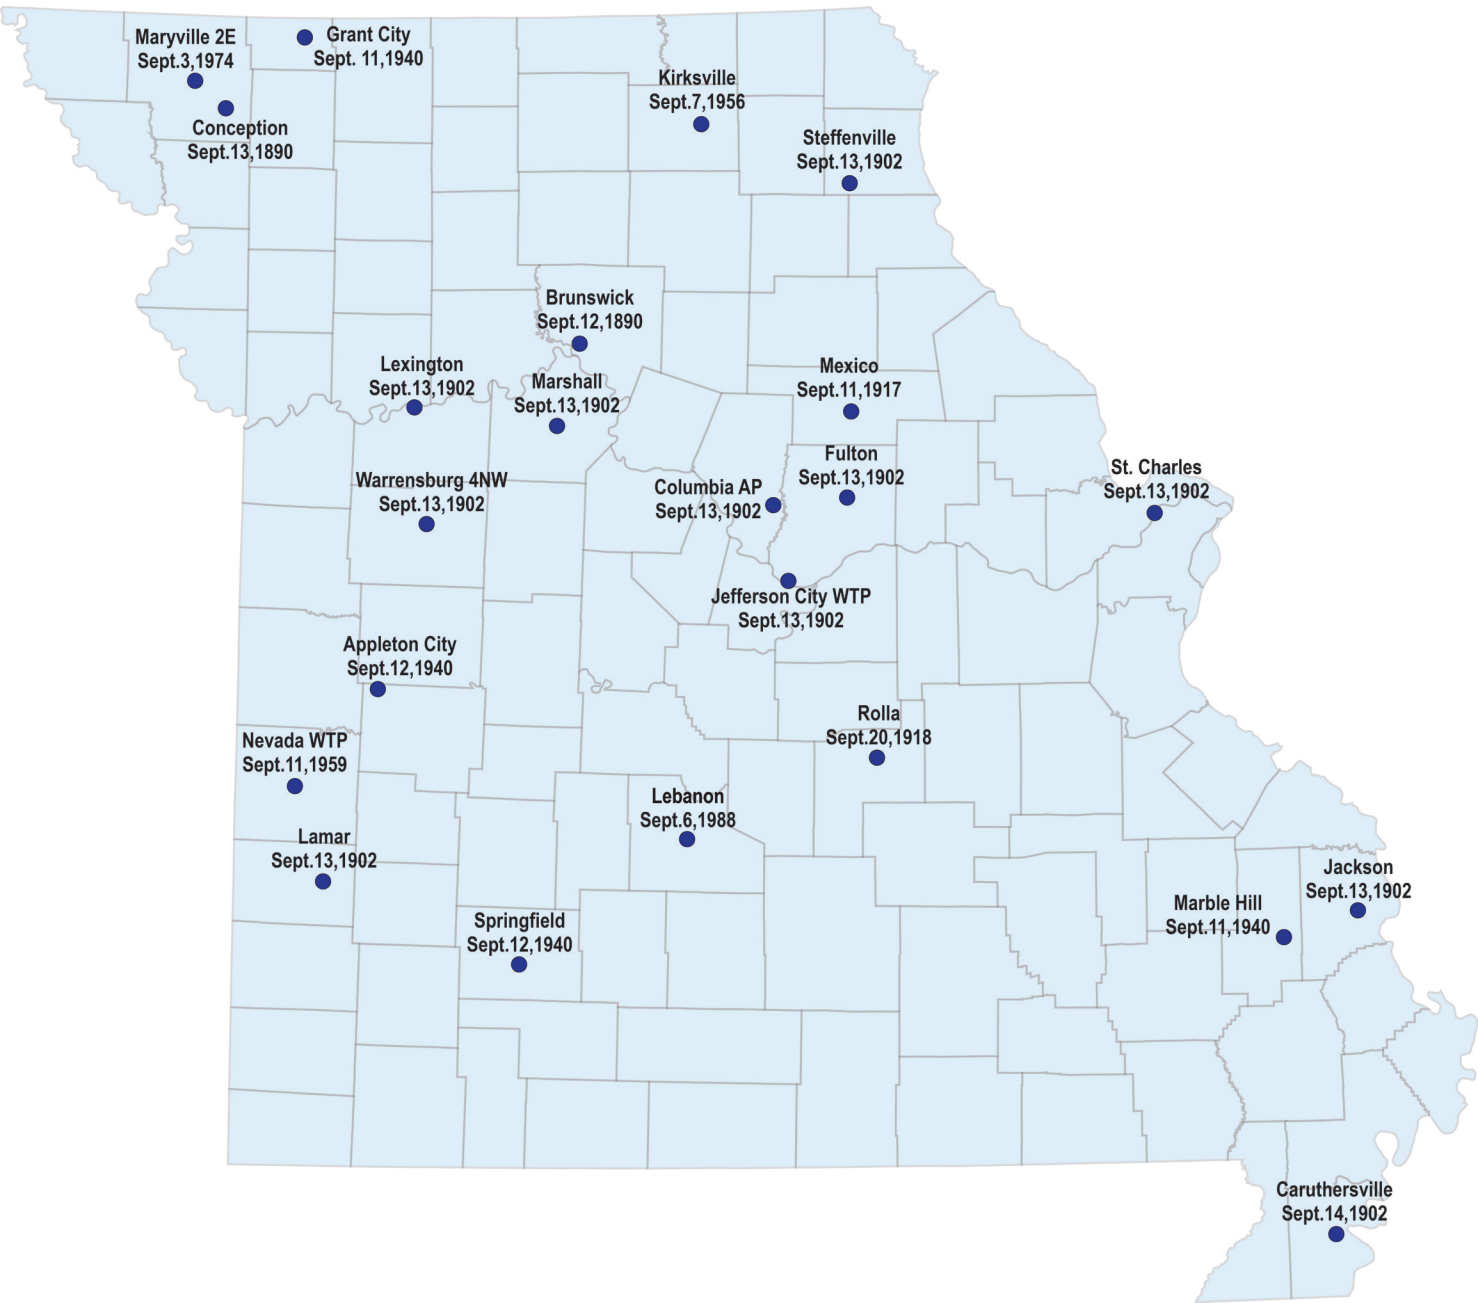 Maryville 2E
Sept.3,1974
Grant City
Sept. 11,1940
Conception
Sept.13,1890
Kirksville
Sept.7,1956
Steffenville
Sept.13,1902
Brunswick
Sept.12,1890
Lexington
Sept.13,1902
Marshall
Sept.13,1902
Mexico
Sept.11,1917
Fulton
Sept.13,1902
St. Charles
Sept.13,1902
Warrensburg 4NW
Sept.13,1902
Columbia AP
Sept.13,1902
Jefferson City WTP
Sept.13,1902
Appleton City
Sept.12,1940
Rolla
Sept.20,1918
Nevada WTP
Sept.11,1959
Lebanon
Sept.6,1988
Lamar
Sept.13,1902
Jackson
Sept.13,1902
Marble Hill
Sept.11,1940
Springfield
Sept.12,1940
Caruthersville
Sept.14,1902